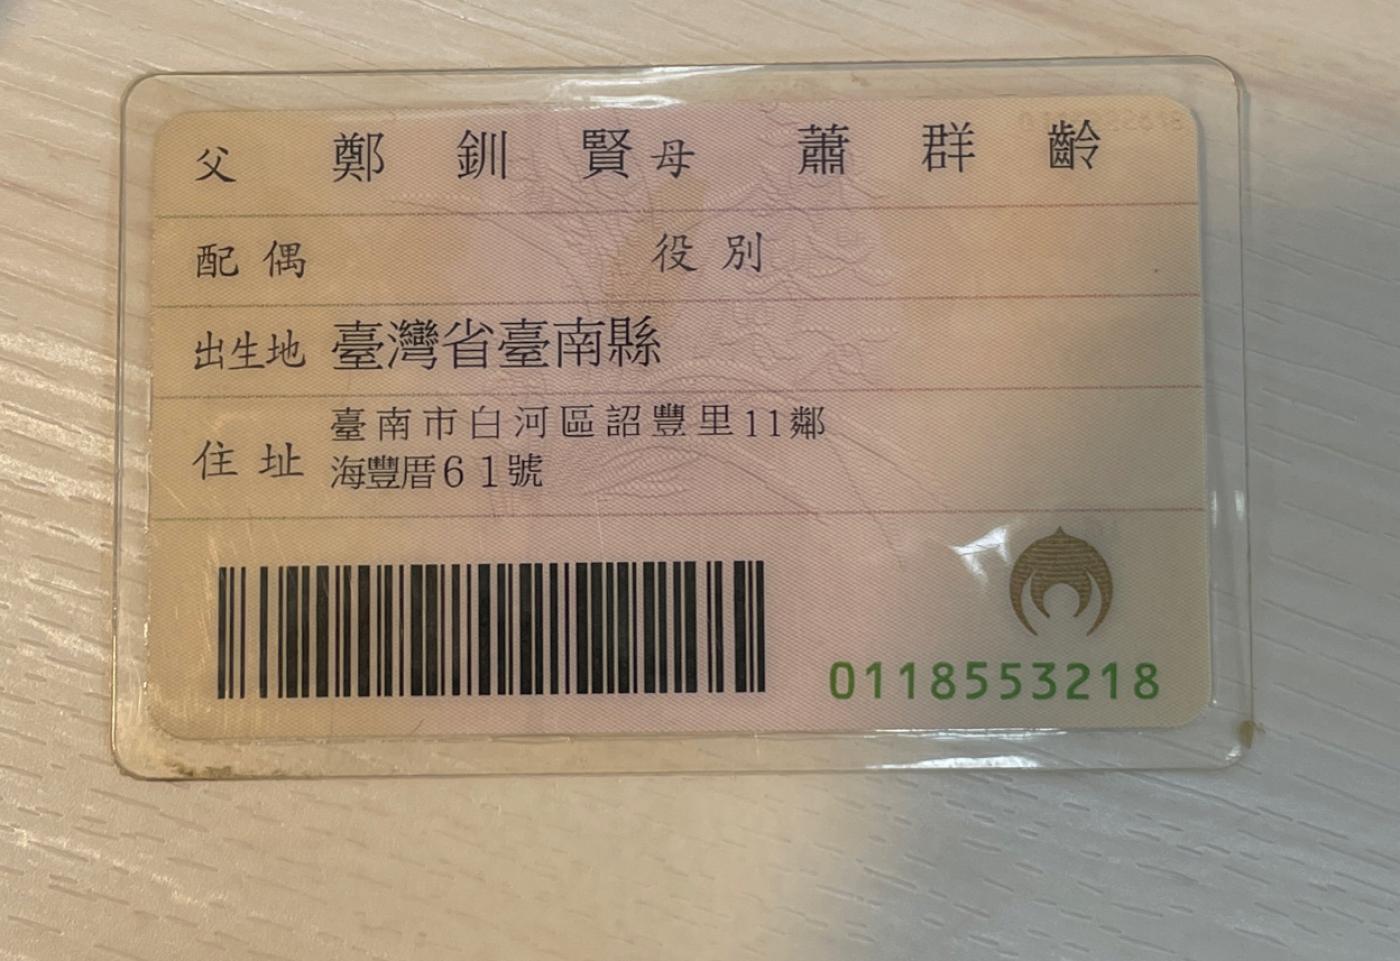 父 鄭釧賢 母 蕭群齡
配偶 役別
出生地 臺灣省臺南縣
住址 臺南市白河區詔豐里11鄰
海豐厝61號
0118553218